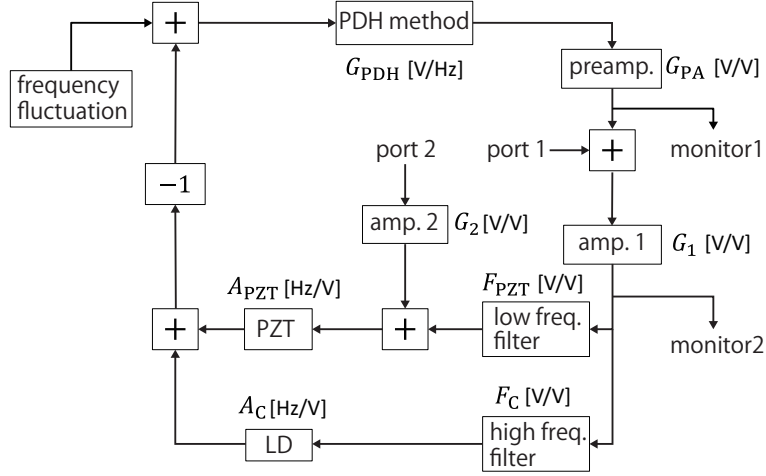 +
PDH method
G_PDH [V/Hz]
preamp.
G_PA [V/V]
frequency
fluctuation
monitor1
port 1
+
port 2
−1
amp. 2
G_2 [V/V]
amp. 1
G_1 [V/V]
A_PZT [Hz/V]
F_PZT [V/V]
+
PZT
+
low freq.
filter
monitor2
A_C [Hz/V]
F_C [V/V]
LD
high freq.
filter